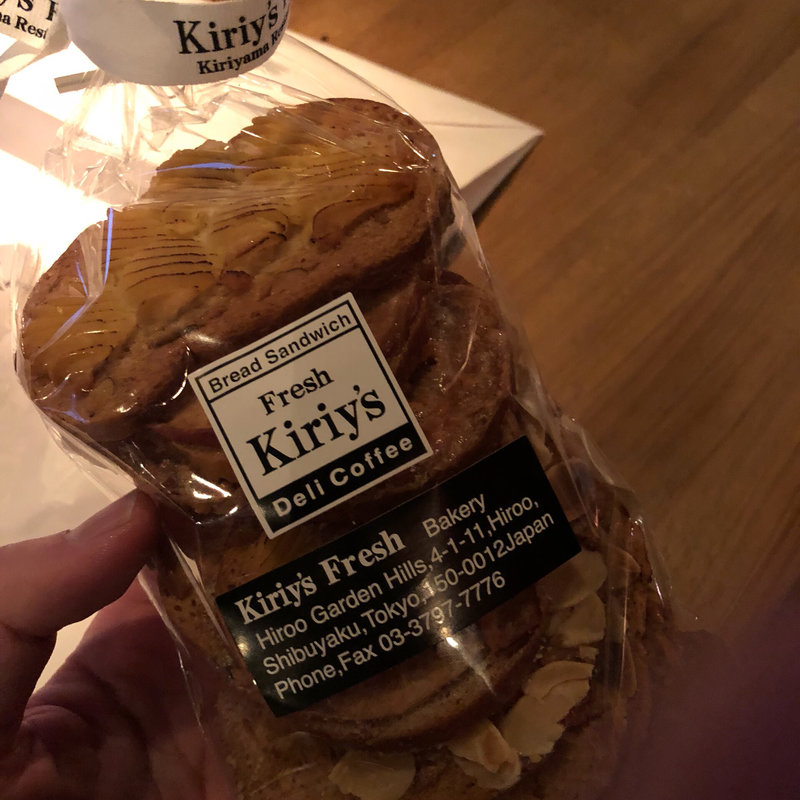 Kiriy's
Kiriyama
Bread Sandwich
Fresh
Kiriy's
Deli Coffee
Kiriy's Fresh Bakery
Hiroo Garden Hills,4-1-11,Hiroo,
Shibuyaku,Tokyo,150-0012Japan
Phone,Fax 03-3797-7776